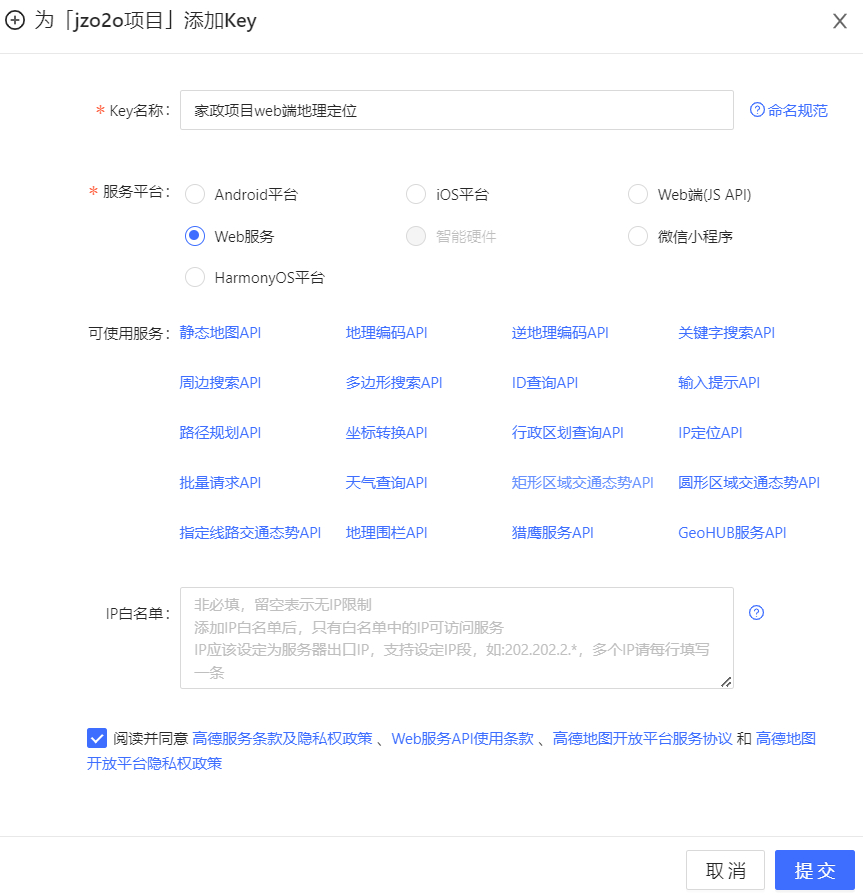 为「jzo2o项目」添加Key X
* Key名称: 家政项目web端地理定位 命名规范
* 服务平台: Android平台 iOS平台 Web端(JS API)
Web服务 智能硬件 微信小程序
HarmonyOS平台
可使用服务: 静态地图API 地理编码API 逆地理编码API 关键字搜索API
周边搜索API 多边形搜索API ID查询API 输入提示API
路径规划API 坐标转换API 行政区划查询API IP定位API
批量请求API 天气查询API 矩形区域交通态势API 圆形区域交通态势API
指定线路交通态势API 地理围栏API 猎鹰服务API GeoHUB服务API
IP白名单: 非必填，留空表示无IP限制
添加IP白名单后，只有白名单中的IP可访问服务
IP应该设定为服务器出口IP，支持设定IP段，如:202.202.2.*，多个IP请每行填写
一条
阅读并同意 高德服务条款及隐私权政策 、Web服务API使用条款 、高德地图开放平台服务协议 和 高德地图
开放平台隐私权政策
取消 提交